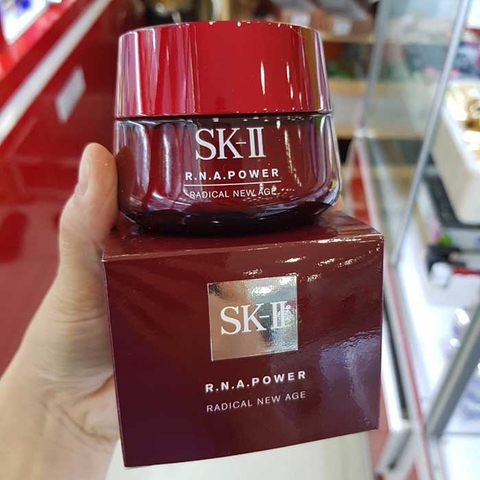 SK-II
R.N.A.POWER
RADICAL NEW AGE
SK-II
R.N.A.POWER
RADICAL NEW AGE